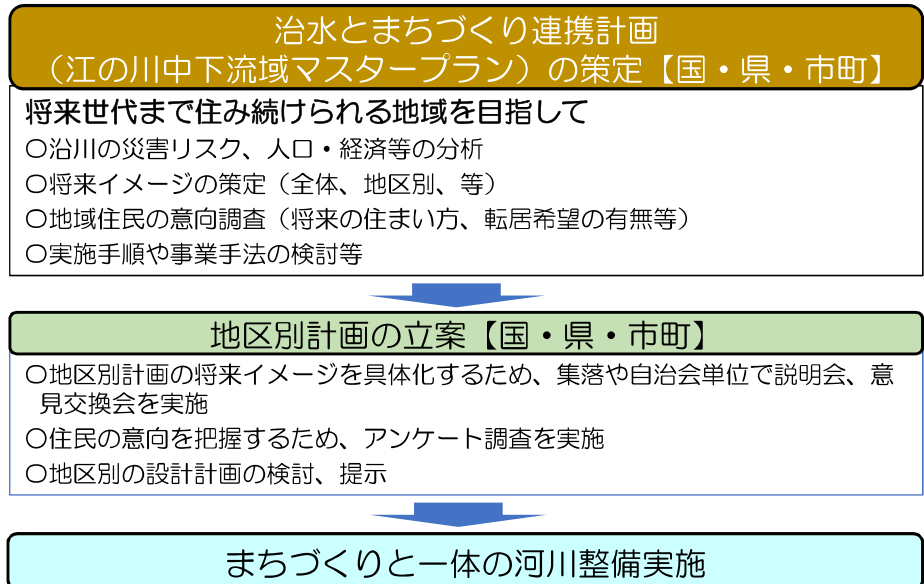 治水とまちづくり連携計画
（江の川中下流域マスタープラン）の策定【国・県・市町】
将来世代まで住み続けられる地域を目指して
〇沿川の災害リスク、人口・経済等の分析
〇将来イメージの策定（全体、地区別、等）
〇地域住民の意向調査（将来の住まい方、転居希望の有無等）
〇実施手順や事業手法の検討等
地区別計画の立案【国・県・市町】
〇地区別計画の将来イメージを具体化するため、集落や自治会単位で説明会、意
見交換会を実施
〇住民の意向を把握するため、アンケート調査を実施
〇地区別の設計計画の検討、提示
まちづくりと一体の河川整備実施